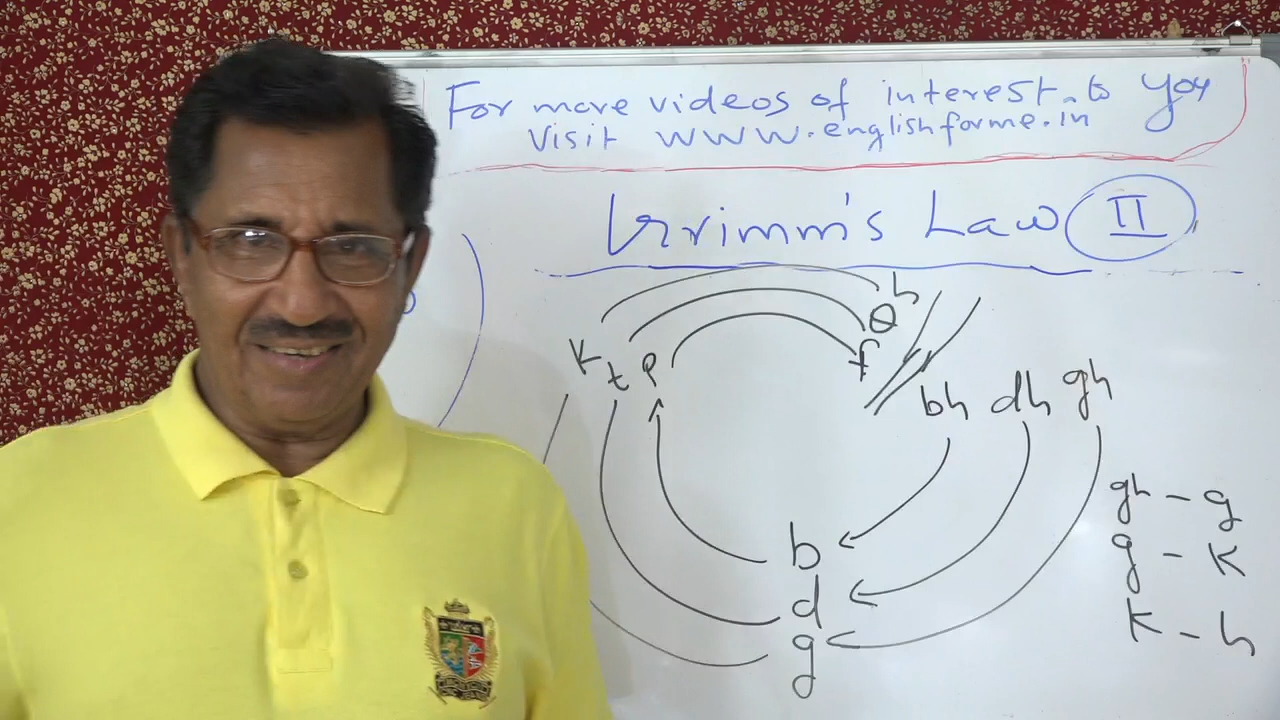 For more videos of interest to you
visit www.englishforme.in
Grimm's Law II
h
θ
k t p f
bh dh gh
gh - g
b
g - k
d
k - h
g